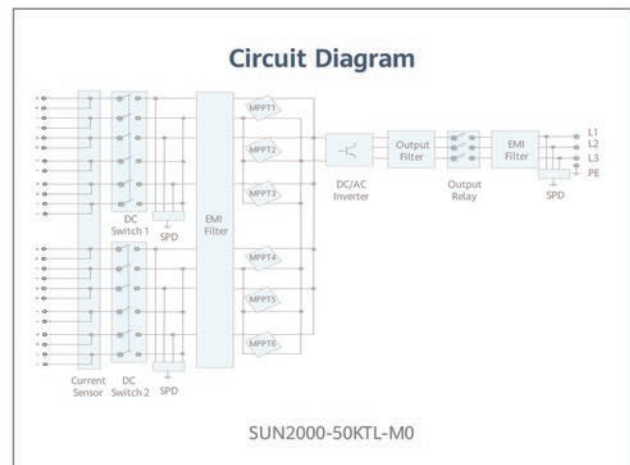 Circuit Diagram
MPPT1
MPPT2
MPPT3
MPPT4
MPPT5
MPPT6
DC
Switch 1
SPD
EMI
Filter
DC/AC
Inverter
Output
Filter
Output
Relay
EMI
Filter
L1
L2
L3
PE
SPD
Current
Sensor
DC
Switch 2
SPD
SUN2000-50KTL-M0